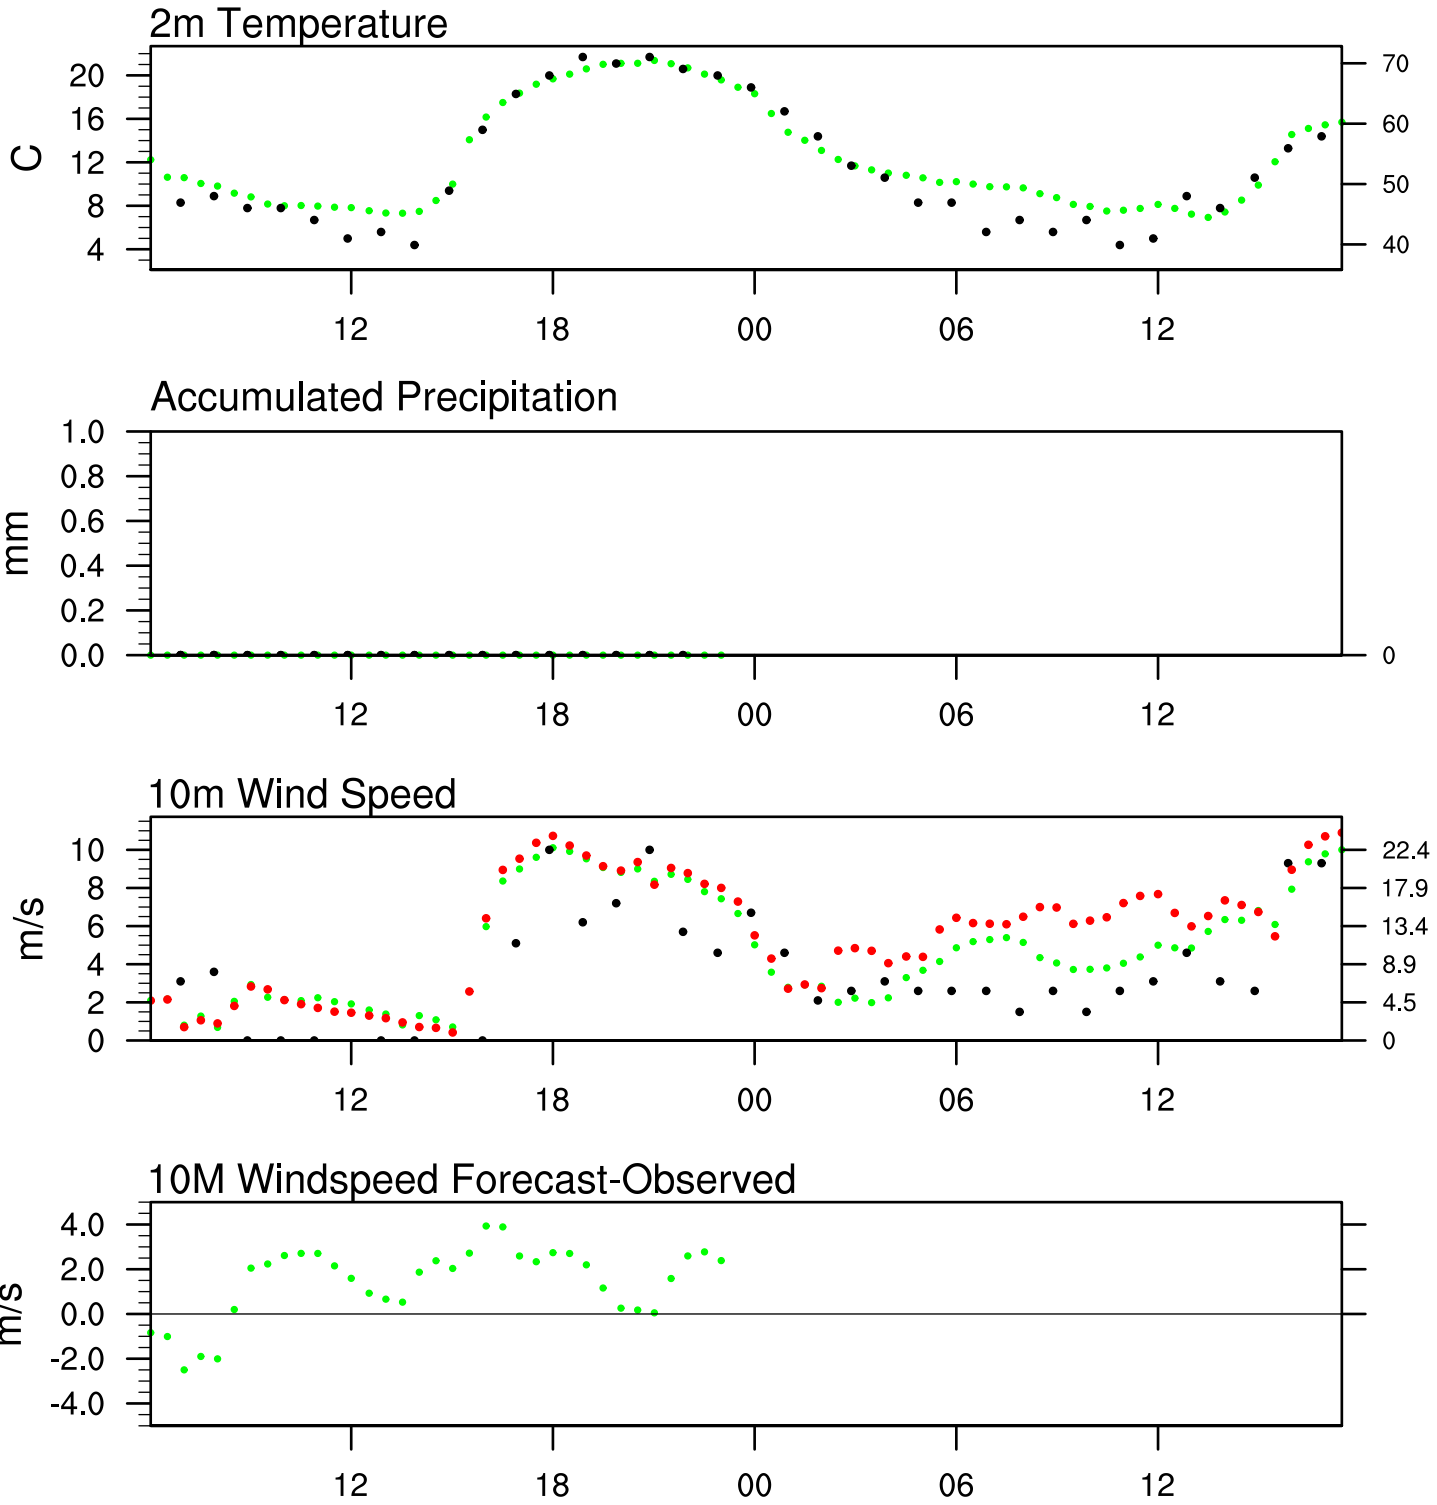 2m Temperature
20
16
12
8
4
C
70
60
50
40
12 18 00 06 12
Accumulated Precipitation
1.0
0.8
0.6
0.4
0.2
0.0
mm
0
12 18 00 06 12
10m Wind Speed
10
8
6
4
2
0
m/s
22.4
17.9
13.4
8.9
4.5
0
12 18 00 06 12
10M Windspeed Forecast-Observed
4.0
2.0
0.0
-2.0
-4.0
m/s
12 18 00 06 12